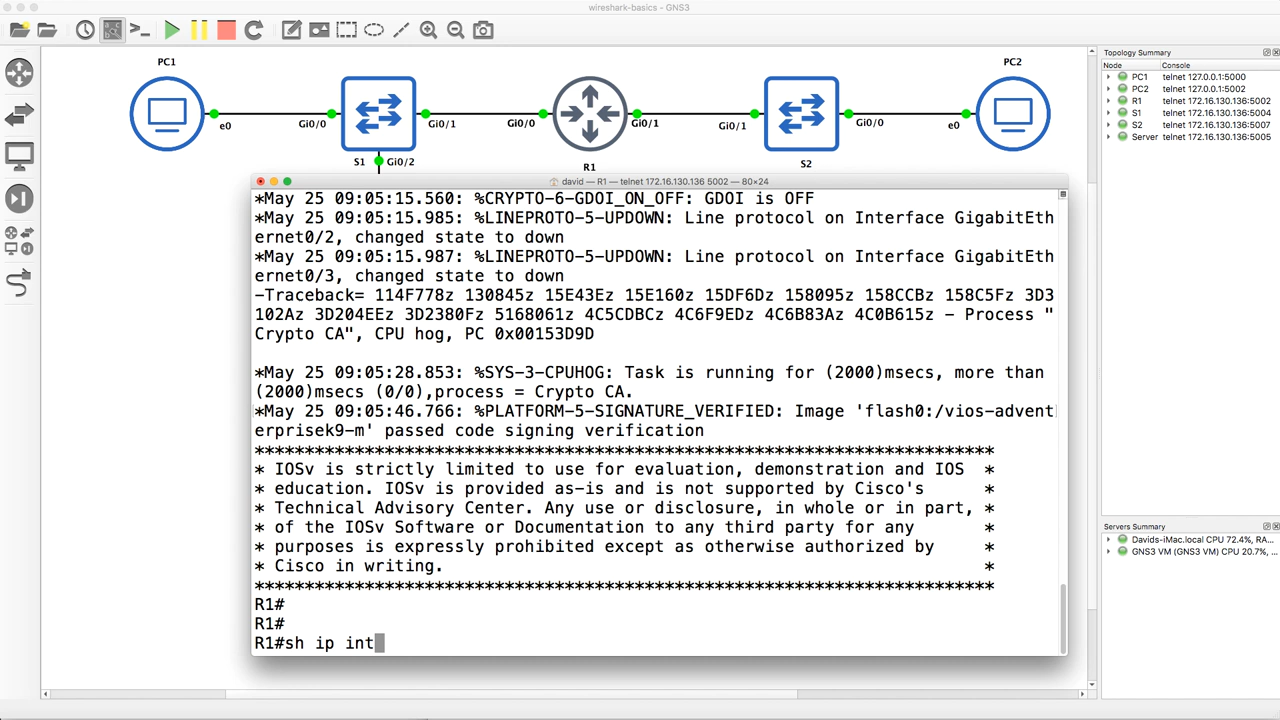 wireshark-basics - GNS3
PC1
PC2
e0
Gi0/0
Gi0/1
Gi0/0
Gi0/1
Gi0/1
Gi0/0
e0
S1
Gi0/2
R1
S2
david — R1 — telnet 172.16.130.136 5002 — 80×24
*May 25 09:05:15.560: %CRYPTO-6-GDOI_ON_OFF: GDOI is OFF
*May 25 09:05:15.985: %LINEPROTO-5-UPDOWN: Line protocol on Interface GigabitEth
ernet0/2, changed state to down
*May 25 09:05:15.987: %LINEPROTO-5-UPDOWN: Line protocol on Interface GigabitEth
ernet0/3, changed state to down
-Traceback= 114F778z 130845z 15E43Ez 15E160z 15DF6Dz 158095z 158CCBz 158C5Fz 3D3
102Az 3D204EEz 3D2380Fz 5168061z 4C5CDBCz 4C6F9EDz 4C6B83Az 4C0B615z - Process "
Crypto CA", CPU hog, PC 0x00153D9D
*May 25 09:05:28.853: %SYS-3-CPUHOG: Task is running for (2000)msecs, more than
(2000)msecs (0/0),process = Crypto CA.
*May 25 09:05:46.766: %PLATFORM-5-SIGNATURE_VERIFIED: Image 'flash0:/vios-advent
erprisek9-m' passed code signing verification
**************************************************************************
* IOSv is strictly limited to use for evaluation, demonstration and IOS  *
* education. IOSv is provided as-is and is not supported by Cisco's      *
* Technical Advisory Center. Any use or disclosure, in whole or in part, *
* of the IOSv Software or Documentation to any third party for any       *
* purposes is expressly prohibited except as otherwise authorized by     *
* Cisco in writing.                                                      *
**************************************************************************
R1#
R1#
R1#sh ip int
Topology Summary
Node Console
PC1 telnet 127.0.0.1:5000
PC2 telnet 127.0.0.1:5002
R1 telnet 172.16.130.136:5002
S1 telnet 172.16.130.136:5004
S2 telnet 172.16.130.136:5007
Server telnet 172.16.130.136:5005
Servers Summary
Davids-iMac.local CPU 72.4%, RA...
GNS3 VM (GNS3 VM) CPU 20.7%, ...